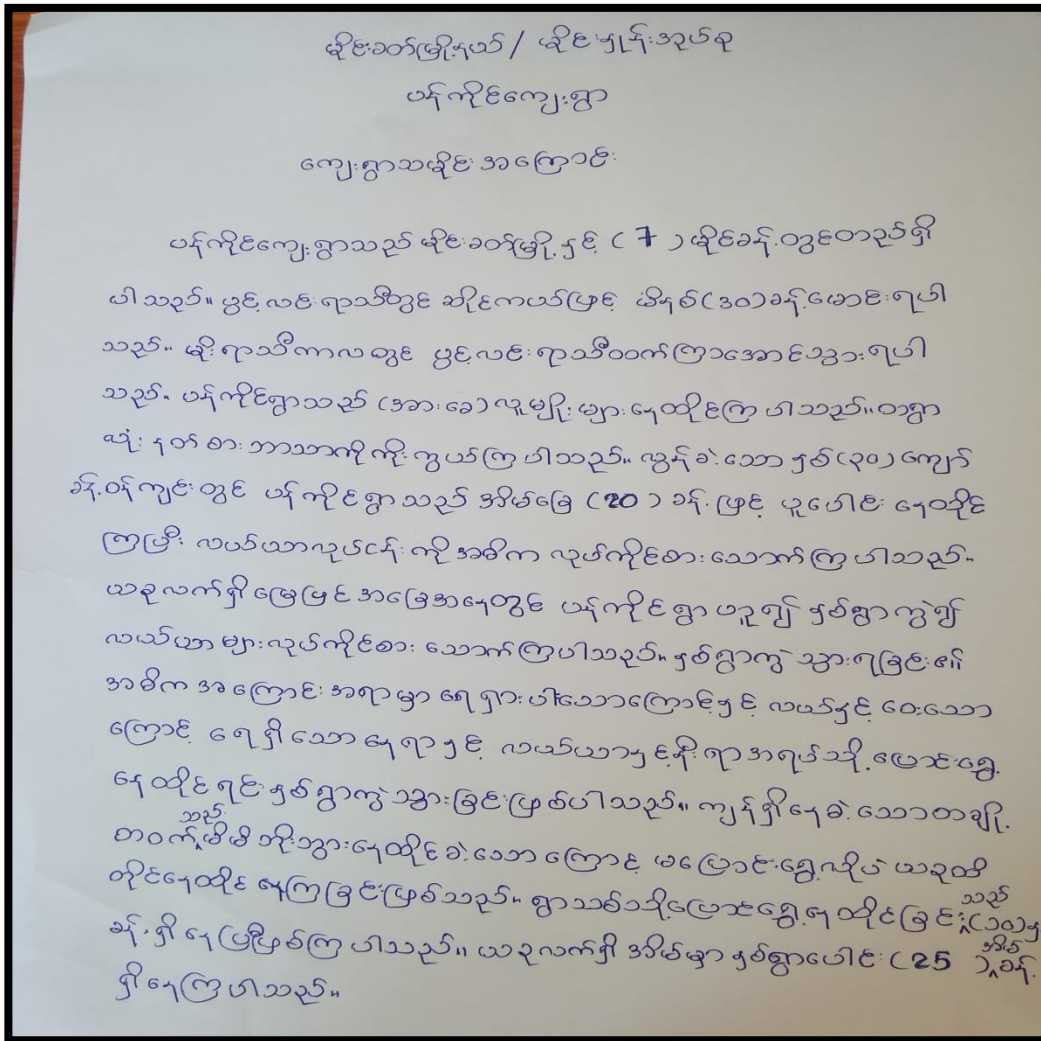 မိုင်းခတ်မြို့နယ် / မိုင်းဟွန်းအုပ်စု
ပန်ကိုင်ကျေးရွာ
ကျေးရွာသမိုင်း အကြောင်း
ပန်ကိုင်ကျေးရွာသည် မိုင်းခတ်မြို့နှင့် ( 7 ) မိုင်ခန့်တွင်တည်ရှိ
ပါသည်။ ပွင့်လင်းရာသီတွင် ဆိုင်ကယ်ဖြင့် မိနစ် (၃၀) ခန့်မောင်းရပါ
သည်။ မိုးရာသီကာလတွင် ပွင့်လင်းရာသီထက်ကြာအောင်သွားရပါ
သည်။ ပန်ကိုင်ရွာသည် (အားခေ) လူမျိုးများနေထိုင်ကြပါသည်။ တရွာ
လုံး နတ်စားဘာသာကိုကိုးကွယ်ကြပါသည်။ လွန်ခဲ့သောနှစ် (၃၀) ကျော်
ခန့်ဝန်းကျင်တွင် ပန်ကိုင်ရွာသည် အိမ်ခြေ (20 ) ခန့်ဖြင့် ပူပေါင်း နေထိုင်
ကြပြီး လယ်ယာလုပ်ငန်းကိုအဓိက လုပ်ကိုင်စားသောက်ကြပါသည်။
ယခုလက်ရှိမြေပြင်အခြေအနေတွင် ပန်ကိုင်ရွာဟူ၍ နှစ်ရွာကွဲ၍
လယ်ယာများလုပ်ကိုင်စား သောက်ကြပါသည်။ နှစ်ရွာကွဲ သွားရခြင်း၏
အဓိက အကြောင်းအရာမှာ ရေရှားပါးသောကြောင့်နှင့် လယ်နှင့် ဝေးသော
ကြောင့် ရေရှိသောနေရာနှင့် လယ်ယာနှင့်နီးရာအရပ်သို့ ပြောင်းရွှေ့
နေထိုင်ရင်းနှစ်ရွာကွဲသွားခြင်းဖြစ်ပါသည်။ ကျန်ရှိနေခဲ့သောတချို့
တဝက်သည် မိမိဘိုးဘွားနေထိုင်ခဲ့သော ကြောင့် မပြောင်းရွှေ့လိုပဲ ယခုထိ
တိုင်နေထိုင်နေကြခြင်းဖြစ်သည်။ ရွာသစ်သို့ပြောင်းရွှေ့နေထိုင်ခြင်းသည် (၁၀) နှစ်
ခန့်ရှိနေပြီဖြစ်ကြပါသည်။ ယခုလက်ရှိ အိမ်မှာ နှစ်ရွာပေါင်း (25 ) အိမ်ခန့်
ရှိနေကြပါသည်။